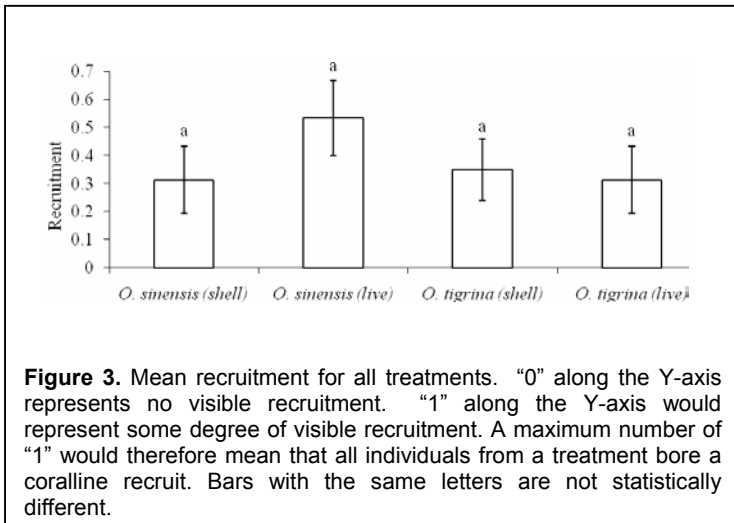 a
a
a
a
0.7
0.6
0.5
0.4
0.3
0.2
0.1
0
Recruitment
O. sinensis (shell) O. sinensis (live) O. tigrina (shell) O. tigrina (live)
Figure 3. Mean recruitment for all treatments. “0” along the Y-axis
represents no visible recruitment. “1” along the Y-axis would
represent some degree of visible recruitment. A maximum number of
“1” would therefore mean that all individuals from a treatment bore a
coralline recruit. Bars with the same letters are not statistically
different.